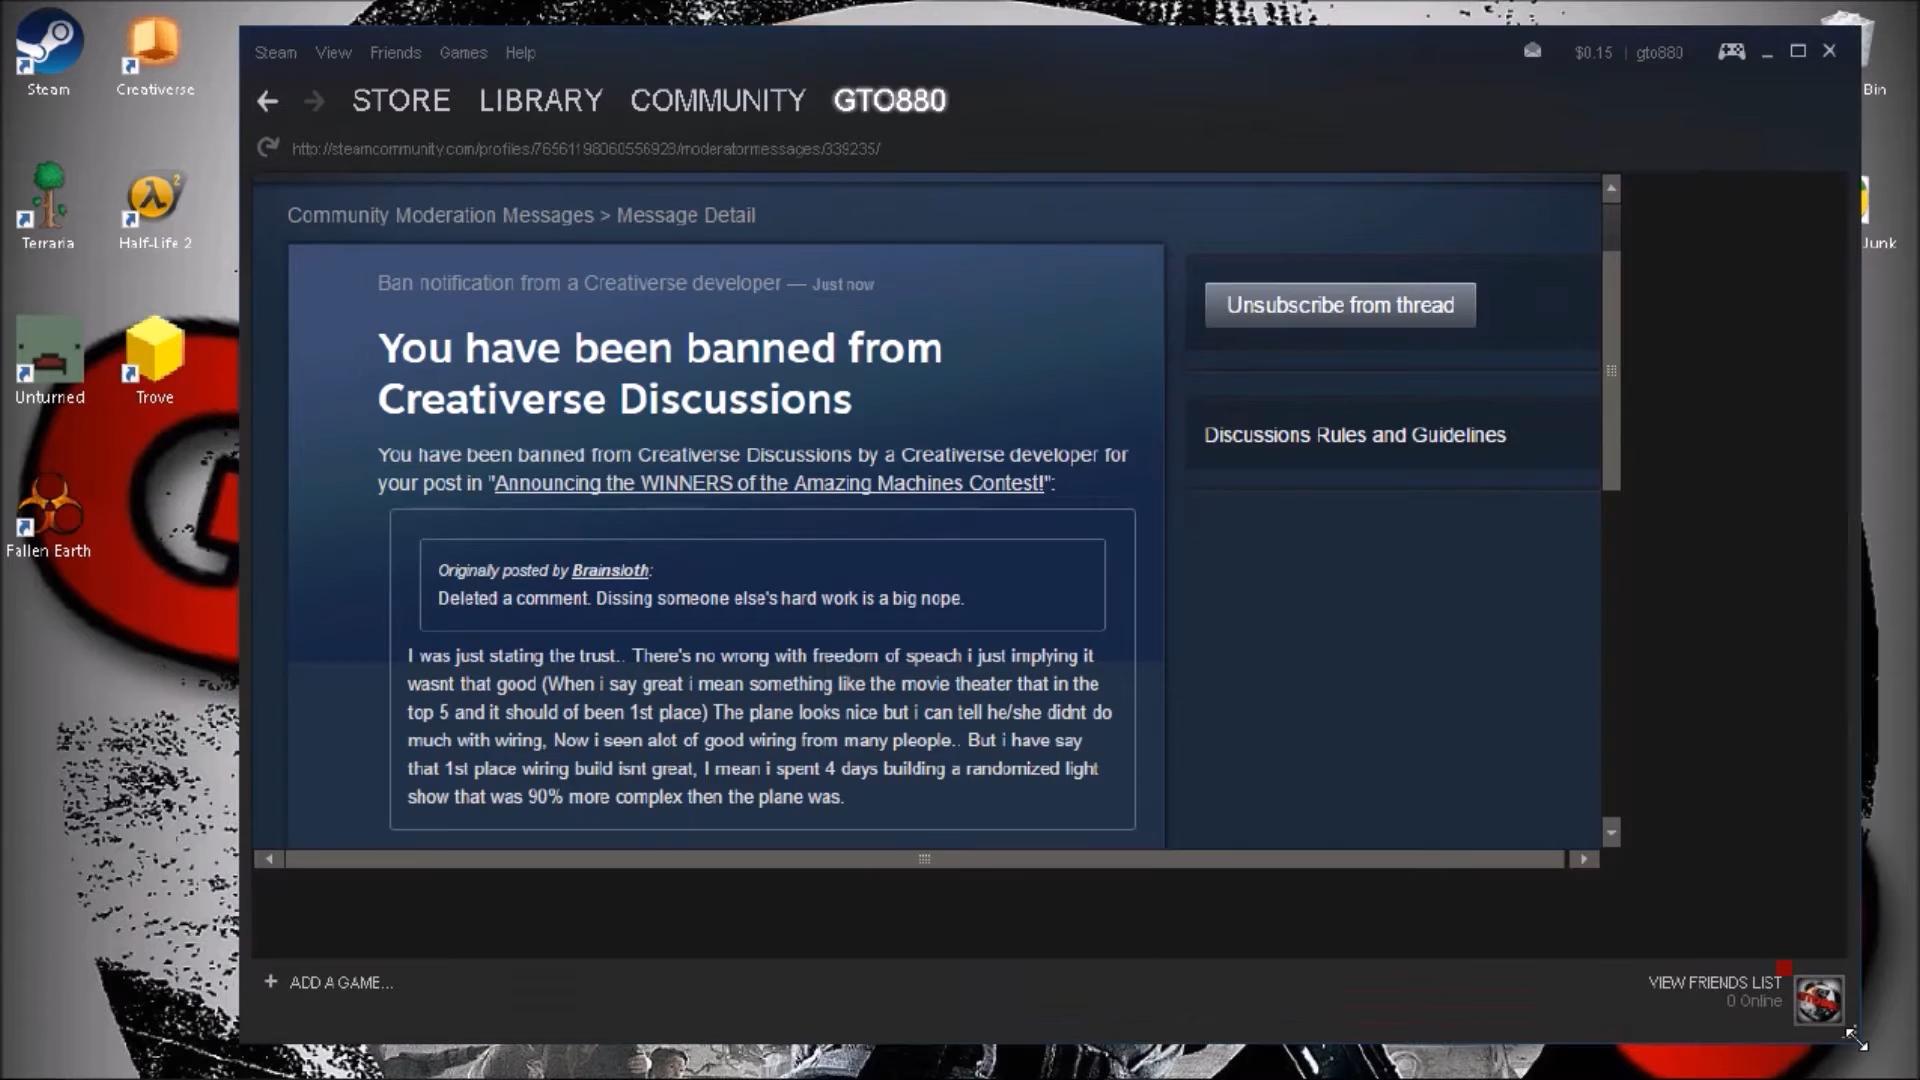 Steam View Friends Games Help
$0.15 | gto880
STORE LIBRARY COMMUNITY GTO880
http://steamcommunity.com/profiles/76561198060556928/moderatormessages/339235/
Steam
Creativerse
Bin
Terraria
Half-Life 2
Junk
Unturned
Trove
Fallen Earth
Community Moderation Messages > Message Detail
Ban notification from a Creativerse developer — Just now
You have been banned from
Creativerse Discussions
You have been banned from Creativerse Discussions by a Creativerse developer for
your post in "Announcing the WINNERS of the Amazing Machines Contest!":
Originally posted by Brainsloth:
Deleted a comment. Dissing someone else's hard work is a big nope.
I was just stating the trust.. There's no wrong with freedom of speach i just implying it
wasnt that good (When i say great i mean something like the movie theater that in the
top 5 and it should of been 1st place) The plane looks nice but i can tell he/she didnt do
much with wiring, Now i seen alot of good wiring from many pleople.. But i have say
that 1st place wiring build isnt great, I mean i spent 4 days building a randomized light
show that was 90% more complex then the plane was.
Unsubscribe from thread
Discussions Rules and Guidelines
+ ADD A GAME...
VIEW FRIENDS LIST
0 Online